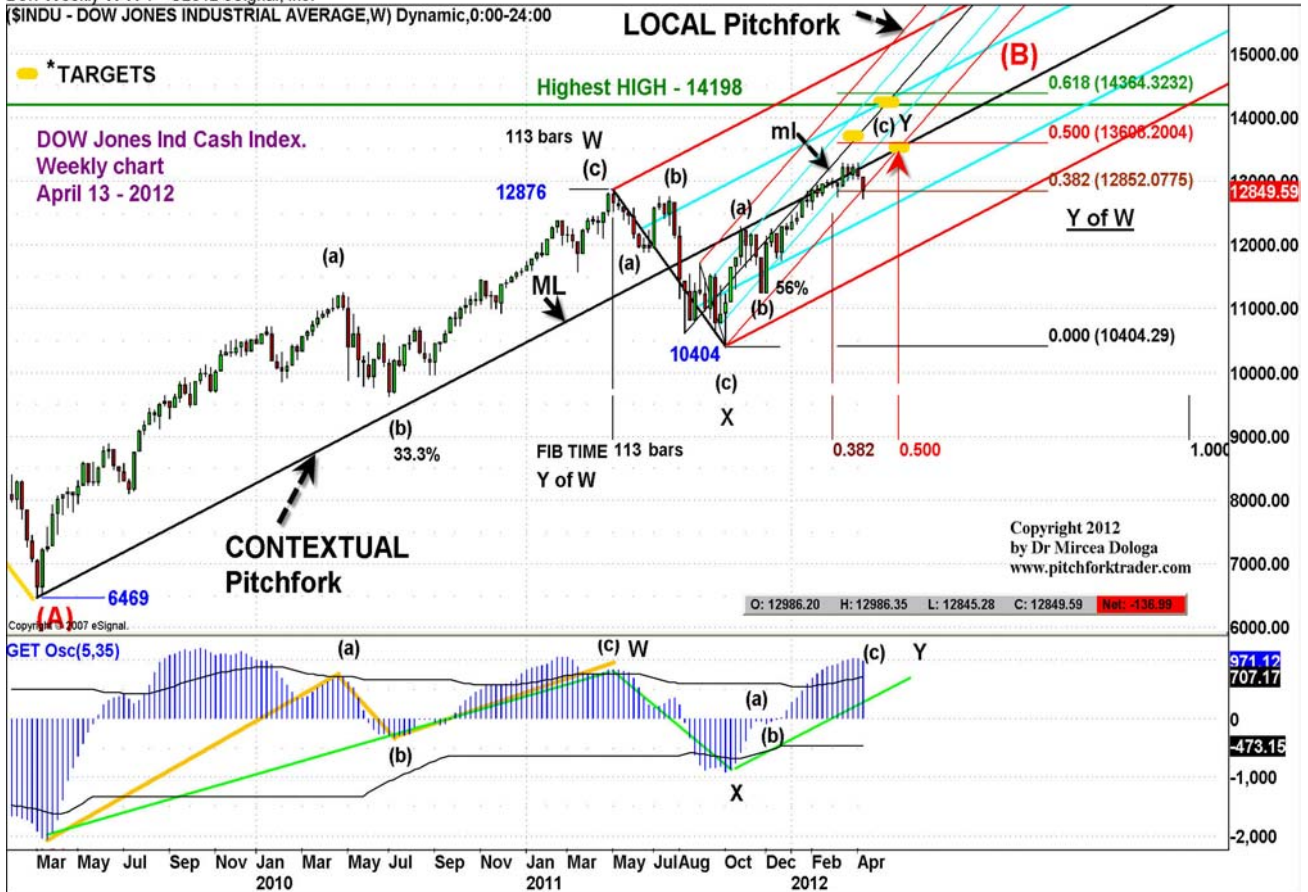 ($INDU - DOW JONES INDUSTRIAL AVERAGE,W) Dynamic,0:00-24:00
LOCAL Pitchfork
*TARGETS
Highest HIGH - 14198
(B)
0.618 (14364.3232)
DOW Jones Ind Cash Index.
Weekly chart
April 13 - 2012
113 bars W
(c)
12876
(b)
(a)
ml
(c) Y
0.500 (13608.2004)
0.382 (12852.0775)
Y of W
(a)
(a)
ML
56%
(b)
10404
(c)
X
0.000 (10404.29)
(b)
33.3%
FIB TIME 113 bars
Y of W
0.382
0.500
1.000
CONTEXTUAL
Pitchfork
6469
(A)
Copyright 2012
by Dr Mircea Dologa
www.pitchforktrader.com
O: 12986.20 H: 12986.35 L: 12845.28 C: 12849.59 Net: -136.99
Copyright © 2007 eSignal.
15000.00
14000.00
13000.00
12849.59
12000.00
11000.00
10000.00
9000.00
8000.00
7000.00
6000.00
GET Osc(5,35)
(a)
(b)
(c) W
X
(a)
(b)
(c)
Y
971.12
707.17
0
-473.15
-1,000
-2,000
Mar May Jul Sep Nov Jan Mar May Jul Sep Nov Jan Mar May Jul Aug Oct Dec Feb Apr
2010 2011 2012